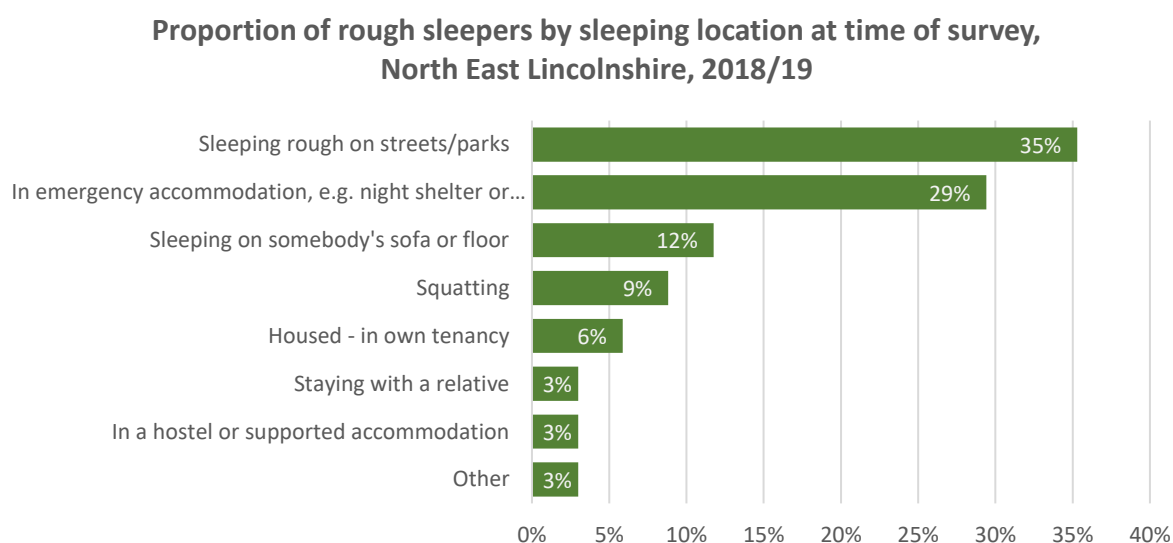 Proportion of rough sleepers by sleeping location at time of survey,
North East Lincolnshire, 2018/19
Sleeping rough on streets/parks 35%
In emergency accommodation, e.g. night shelter or… 29%
Sleeping on somebody's sofa or floor 12%
Squatting 9%
Housed - in own tenancy 6%
Staying with a relative 3%
In a hostel or supported accommodation 3%
Other 3%
0% 5% 10% 15% 20% 25% 30% 35% 40%